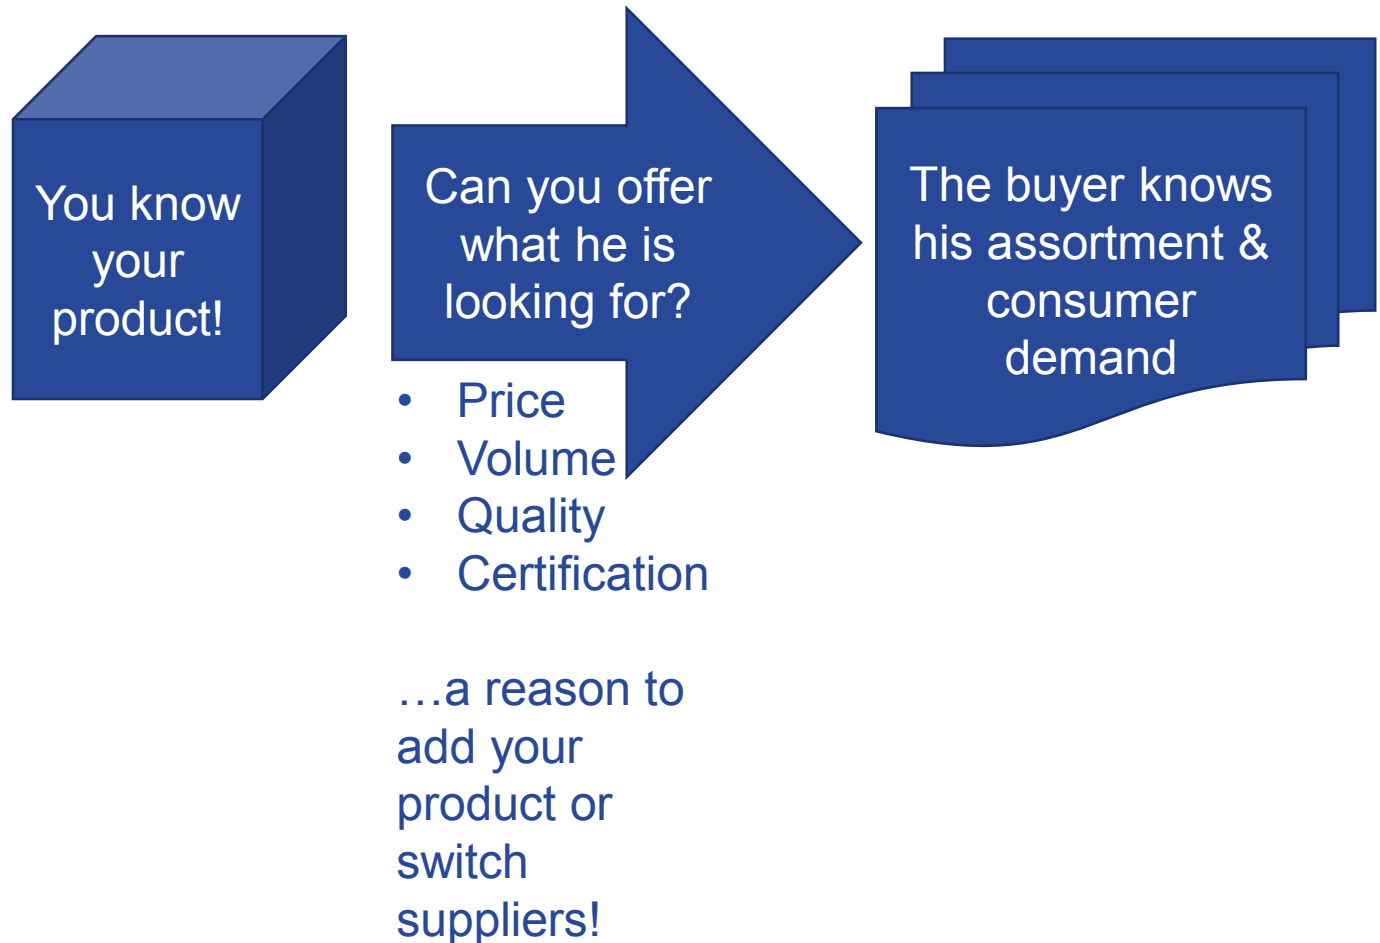 You know
your
product!
Can you offer
what he is
looking for?
• Price
• Volume
• Quality
• Certification
…a reason to
add your
product or
switch
suppliers!
The buyer knows
his assortment &
consumer
demand